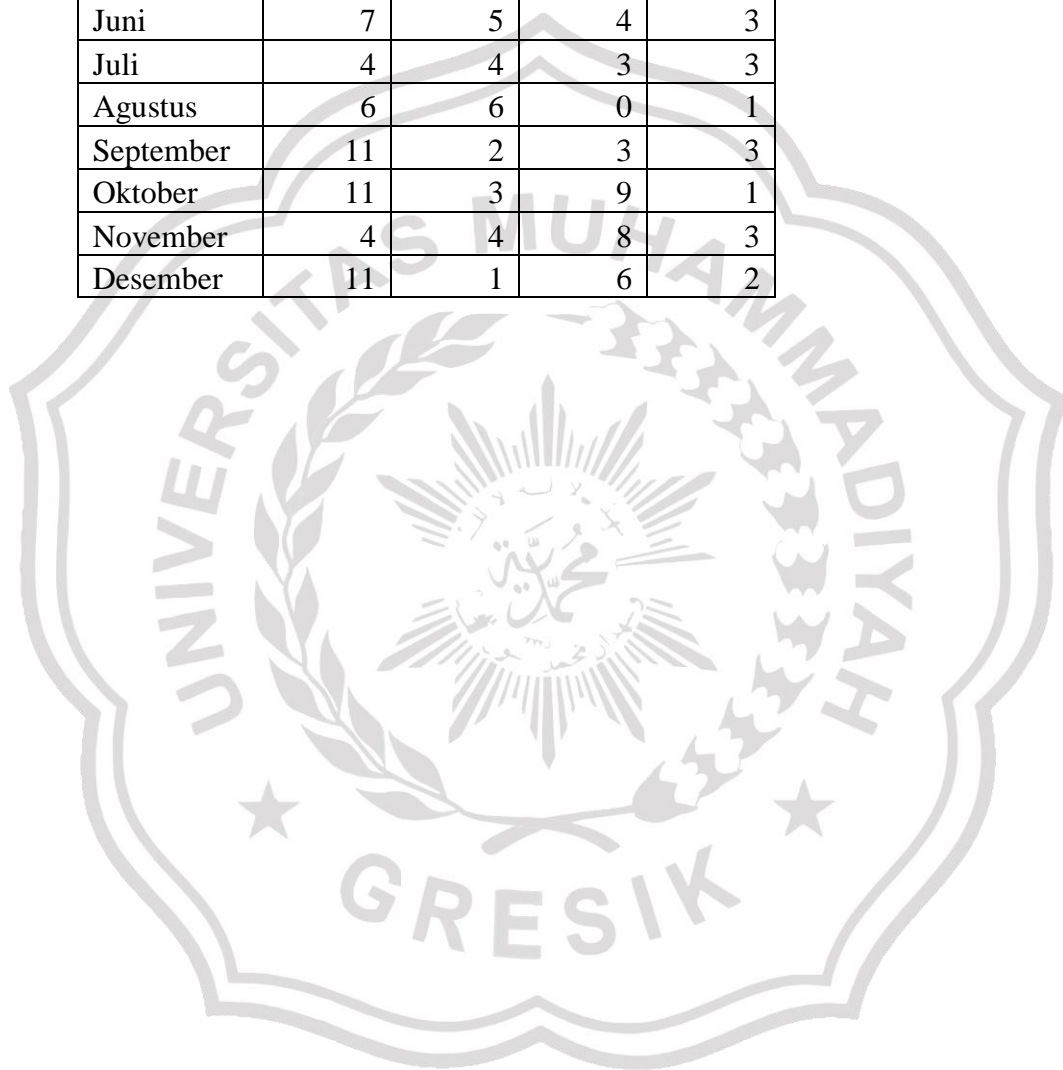 Juni 7 5 4 3
Juli 4 4 3 3
Agustus 6 6 0 1
September 11 2 3 3
Oktober 11 3 9 1
November 4 4 8 3
Desember 11 1 6 2
UNIVERSITAS MUHAMMADIYAH
GRESIK